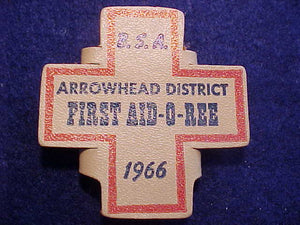 B.S.A.
ARROWHEAD DISTRICT
FIRST AID-O-REE
1966